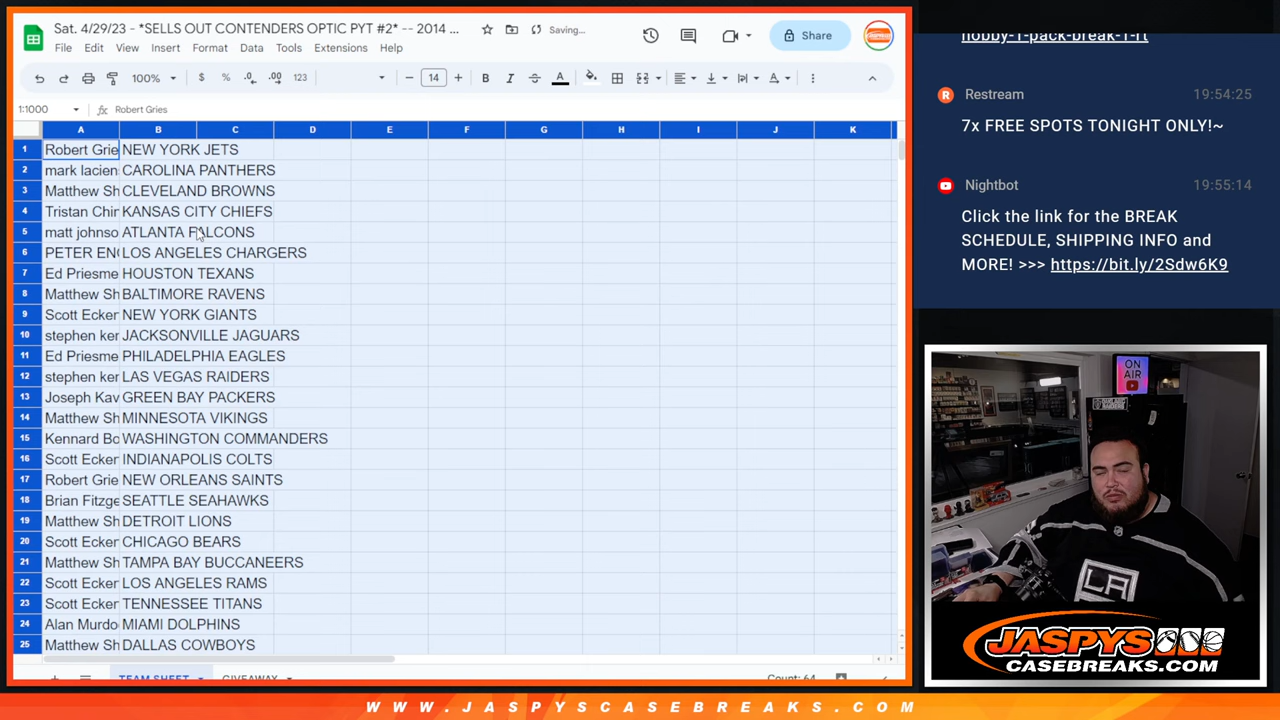 Sat. 4/29/23 - *SELLS OUT CONTENDERS OPTIC PYT #2* -- 2014 ...
Saving...
Share
File Edit View Insert Format Data Tools Extensions Help
100% $ % .0 .00 123 14 B I A
1:1000 fx Robert Gries
A B C D E F G H I J K
1 Robert Grie NEW YORK JETS
2 mark lacien CAROLINA PANTHERS
3 Matthew Sh CLEVELAND BROWNS
4 Tristan Chir KANSAS CITY CHIEFS
5 matt johnso ATLANTA FALCONS
6 PETER ENG LOS ANGELES CHARGERS
7 Ed Priesme HOUSTON TEXANS
8 Matthew Sh BALTIMORE RAVENS
9 Scott Ecker NEW YORK GIANTS
10 stephen ker JACKSONVILLE JAGUARS
11 Ed Priesme PHILADELPHIA EAGLES
12 stephen ker LAS VEGAS RAIDERS
13 Joseph Kav GREEN BAY PACKERS
14 Matthew Sh MINNESOTA VIKINGS
15 Kennard Bo WASHINGTON COMMANDERS
16 Scott Ecker INDIANAPOLIS COLTS
17 Robert Grie NEW ORLEANS SAINTS
18 Brian Fitzge SEATTLE SEAHAWKS
19 Matthew Sh DETROIT LIONS
20 Scott Ecker CHICAGO BEARS
21 Matthew Sh TAMPA BAY BUCCANEERS
22 Scott Ecker LOS ANGELES RAMS
23 Scott Ecker TENNESSEE TITANS
24 Alan Murdo MIAMI DOLPHINS
25 Matthew Sh DALLAS COWBOYS
TEAM SHEET GIVEAWAY Count: 64
hobby-1-pack-break-1-rt
Restream 19:54:25
7x FREE SPOTS TONIGHT ONLY!~
Nightbot 19:55:14
Click the link for the BREAK
SCHEDULE, SHIPPING INFO and
MORE! >>> https://bit.ly/2Sdw6K9
ON
AIR
LA
JASPYS
CASEBREAKS.COM
WWW.JASPYSCASEBREAKS.COM